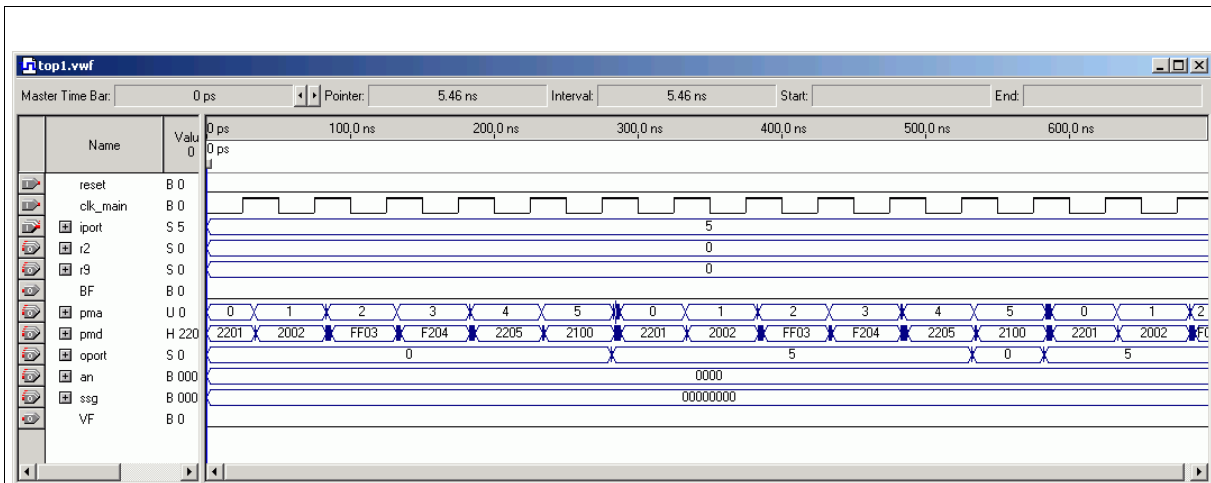 top1.vwf
Master Time Bar: 0 ps Pointer: 5.46 ns Interval: 5.46 ns Start: End:
Name Valu 0 0 ps 100,0 ns 200,0 ns 300,0 ns 400,0 ns 500,0 ns 600,0 ns
0 ps
reset B 0
clk_main B 0
iport S 5 5
r2 S 0 0
r9 S 0 0
BF B 0
pma U 0 0 1 2 3 4 5 0 1 2 3 4 5 0 1 2
pmd H 220 2201 2002 FF03 F204 2205 2100 2201 2002 FF03 F204 2205 2100 2201 2002
oport S 0 0 5 0 5
an B 000 0000
ssg B 000 00000000
VF B 0